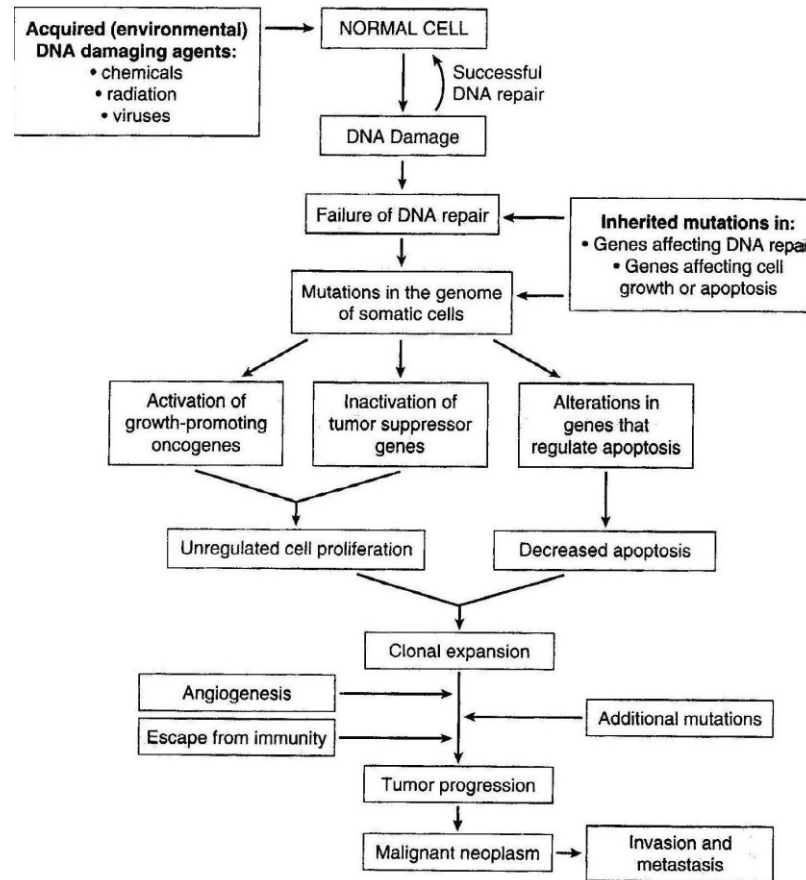 Acquired (environmental)
DNA damaging agents:
• chemicals
• radiation
• viruses
NORMAL CELL
Successful
DNA repair
DNA Damage
Failure of DNA repair
Inherited mutations in:
• Genes affecting DNA repair
• Genes affecting cell
growth or apoptosis
Mutations in the genome
of somatic cells
Activation of
growth-promoting
oncogenes
Inactivation of
tumor suppressor
genes
Alterations in
genes that
regulate apoptosis
Unregulated cell proliferation
Decreased apoptosis
Clonal expansion
Angiogenesis
Additional mutations
Escape from immunity
Tumor progression
Malignant neoplasm
Invasion and
metastasis